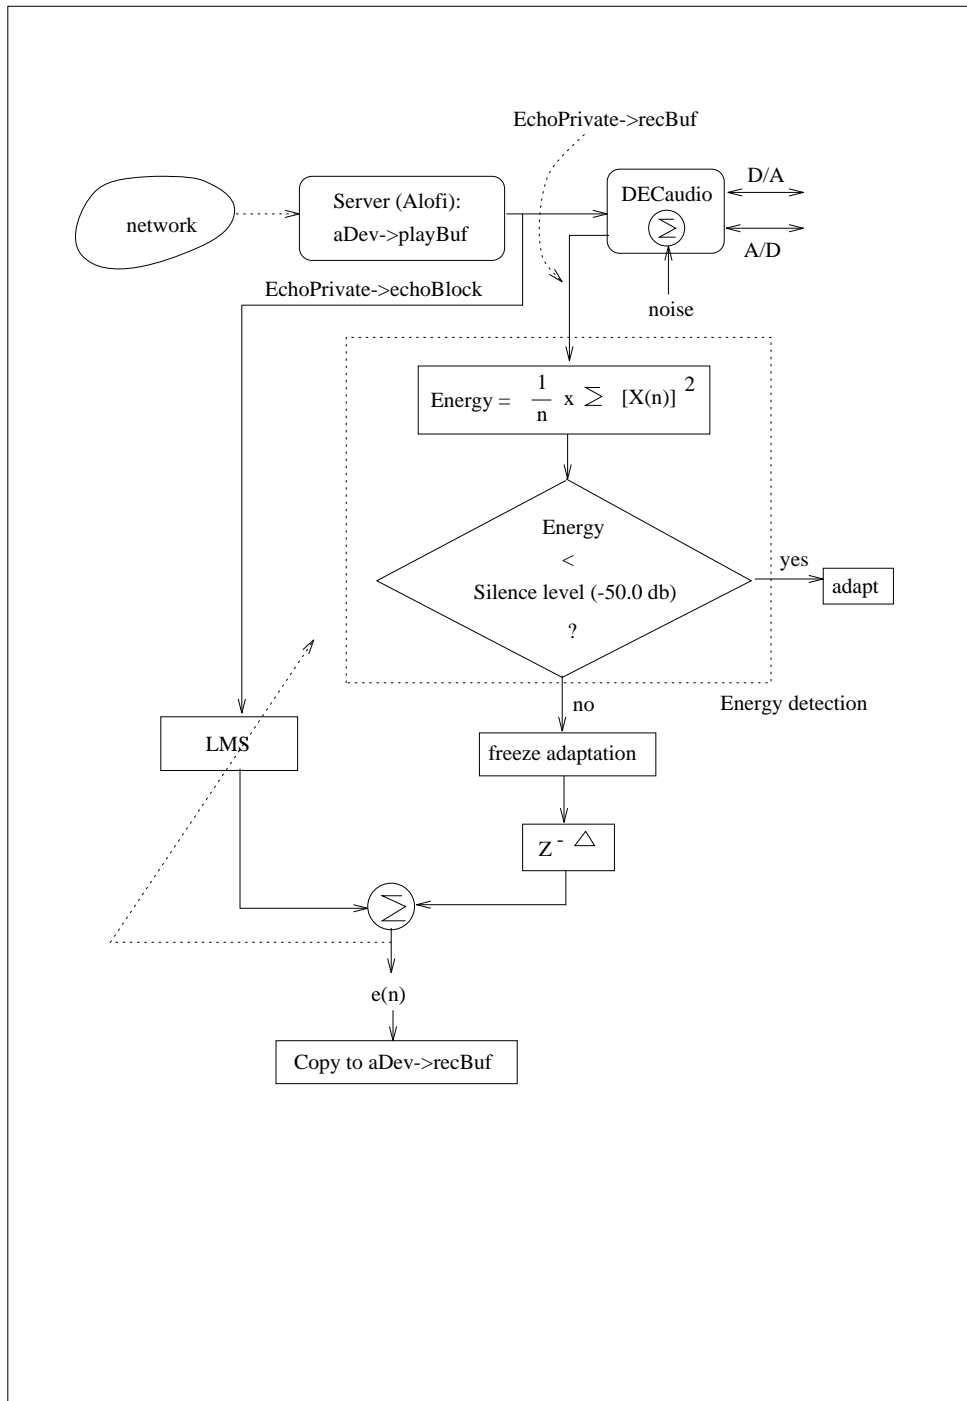 EchoPrivate->recBuf
D/A
Server (Alofi):
DECaudio
network
aDev->playBuf
Σ
A/D
EchoPrivate->echoBlock
noise
Energy = 1/n x Σ [X(n)] 2
Energy
<
yes
Silence level (-50.0 db)
adapt
?
no
Energy detection
LMS
freeze adaptation
Z - △
Σ
e(n)
Copy to aDev->recBuf